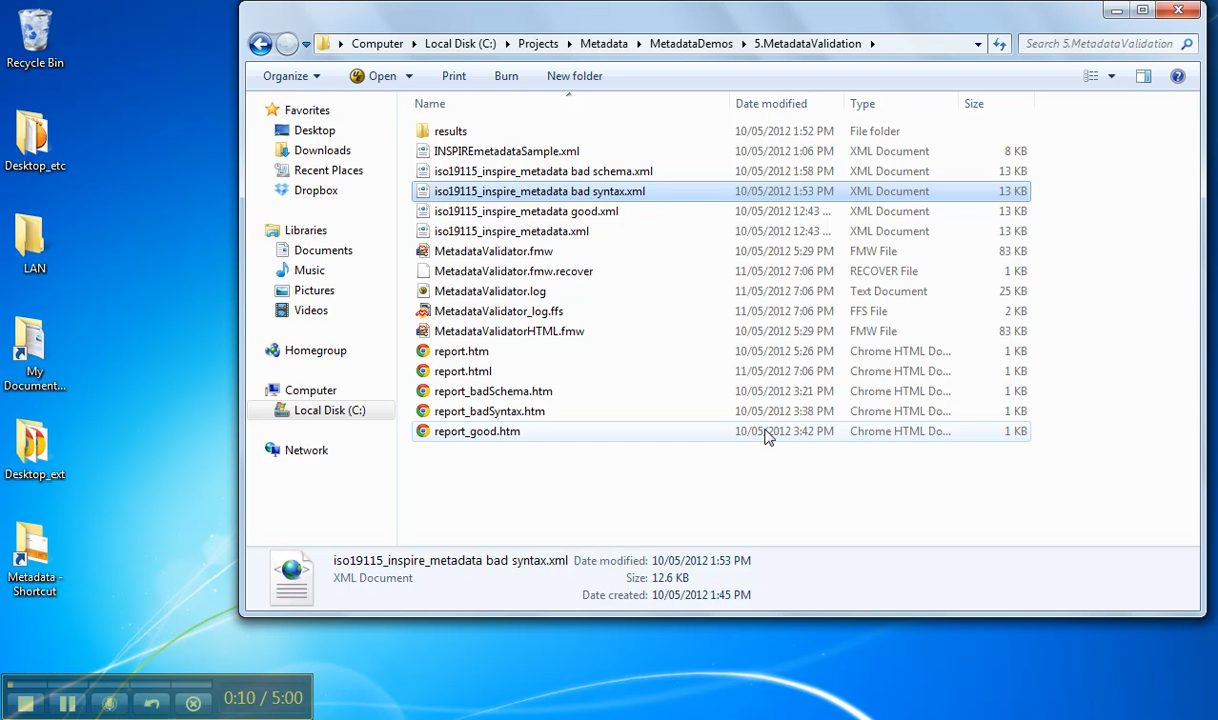 Recycle Bin
Desktop_etc
LAN
My
Document...
Desktop_ext
Metadata -
Shortcut
Computer
Local Disk (C:)
Projects
Metadata
MetadataDemos
5.MetadataValidation
Search 5.MetadataValidation
Organize
Open
Print
Burn
New folder
Favorites
Desktop
Downloads
Recent Places
Dropbox
Libraries
Documents
Music
Pictures
Videos
Homegroup
Computer
Local Disk (C:)
Network
Name Date modified Type Size
results 10/05/2012 1:52 PM File folder
INSPIREmetadataSample.xml 10/05/2012 1:06 PM XML Document 8 KB
iso19115_inspire_metadata bad schema.xml 10/05/2012 1:58 PM XML Document 13 KB
iso19115_inspire_metadata bad syntax.xml 10/05/2012 1:53 PM XML Document 13 KB
iso19115_inspire_metadata good.xml 10/05/2012 12:43 ... XML Document 13 KB
iso19115_inspire_metadata.xml 10/05/2012 12:43 ... XML Document 13 KB
MetadataValidator.fmw 10/05/2012 5:29 PM FMW File 83 KB
MetadataValidator.fmw.recover 11/05/2012 7:06 PM RECOVER File 1 KB
MetadataValidator.log 11/05/2012 7:06 PM Text Document 25 KB
MetadataValidator_log.ffs 11/05/2012 7:06 PM FFS File 2 KB
MetadataValidatorHTML.fmw 10/05/2012 5:29 PM FMW File 83 KB
report.htm 10/05/2012 5:26 PM Chrome HTML Do... 1 KB
report.html 11/05/2012 7:06 PM Chrome HTML Do... 1 KB
report_badSchema.htm 10/05/2012 3:21 PM Chrome HTML Do... 1 KB
report_badSyntax.htm 10/05/2012 3:38 PM Chrome HTML Do... 1 KB
report_good.htm 10/05/2012 3:42 PM Chrome HTML Do... 1 KB
iso19115_inspire_metadata bad syntax.xml Date modified: 10/05/2012 1:53 PM
XML Document Size: 12.6 KB
Date created: 10/05/2012 1:45 PM
0:10 / 5:00